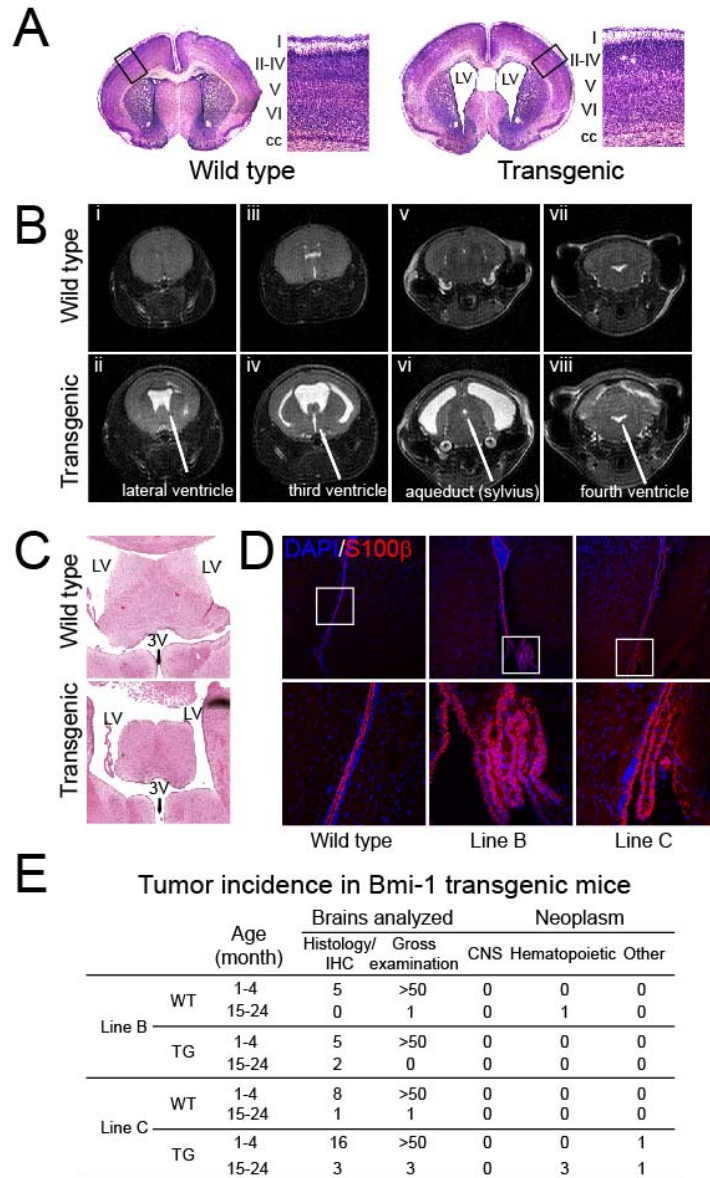 A
I
II-IV
V
VI
cc
Wild type
LV LV
I
II-IV
V
VI
cc
Transgenic
B
Wild type
i iii v vii
Transgenic
ii iv vi viii
lateral ventricle third ventricle aqueduct (sylvius) fourth ventricle
C
Wild type
LV LV
3V
Transgenic
LV LV
3V
D
DAPI/S100β
Wild type Line B Line C
E
Tumor incidence in Bmi-1 transgenic mice
Brains analyzed Neoplasm
Age (month) Histology/IHC Gross examination CNS Hematopoietic Other
Line B WT 1-4 5 >50 0 0 0
15-24 0 1 0 1 0
TG 1-4 5 >50 0 0 0
15-24 2 0 0 0 0
Line C WT 1-4 8 >50 0 0 0
15-24 1 1 0 0 0
TG 1-4 16 >50 0 0 1
15-24 3 3 0 3 1